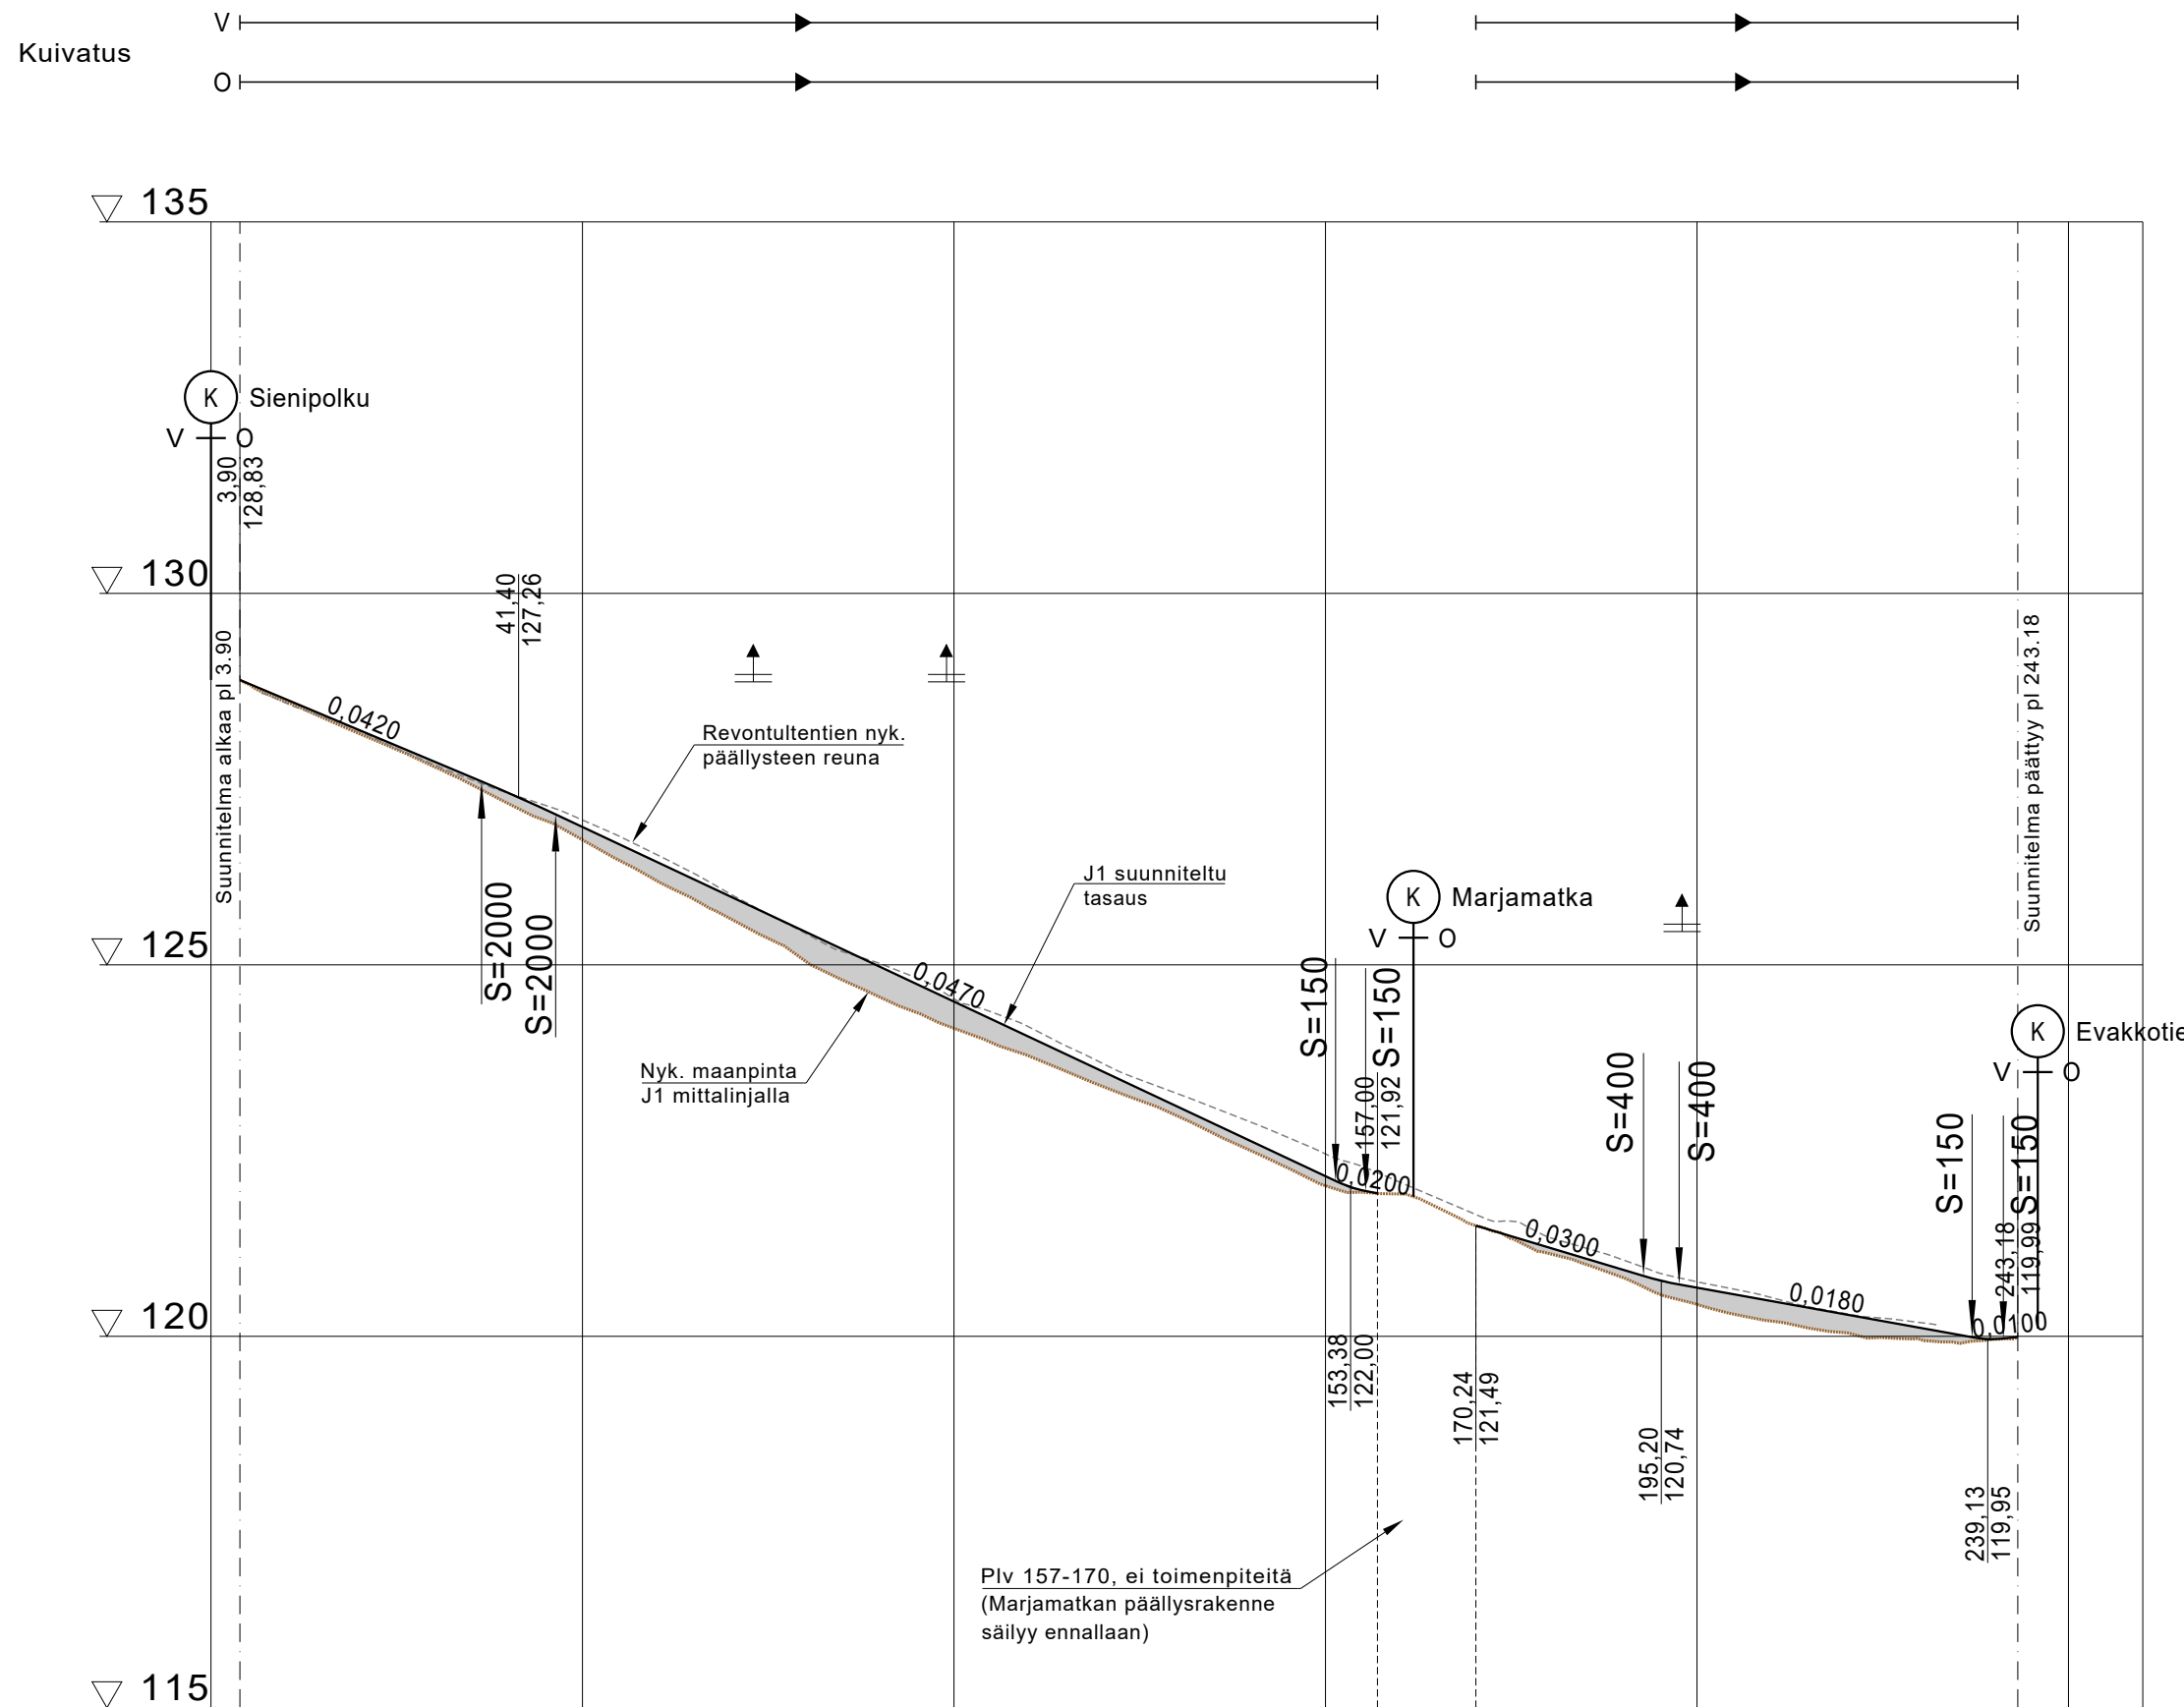 V
Kuivatus
O
135
K Sienipolku
V O
3,90
128,83
130
41,40
127,26
Suunnitelma alkaa pl 3.90
Suunnitelma päättyy pl 243.18
0,0420
Revontultentien nyk.
päällysteen reuna
S=2000
S=2000
J1 suunniteltu
tasaus
K Marjamatka
V O
125
0,0470
S=150
S=150
Nyk. maanpinta
J1 mittalinjalla
157,00
121,92
K Evakkotie
V O
S=400
S=400
S=150
S=150
0,0200
0,0300
243,18
119,99
0,0180
120
0,0100
153,38
122,00
170,24
121,49
195,20
120,74
239,13
119,95
Plv 157-170, ei toimenpiteitä
(Marjamatkan päällysrakenne
säilyy ennallaan)
115